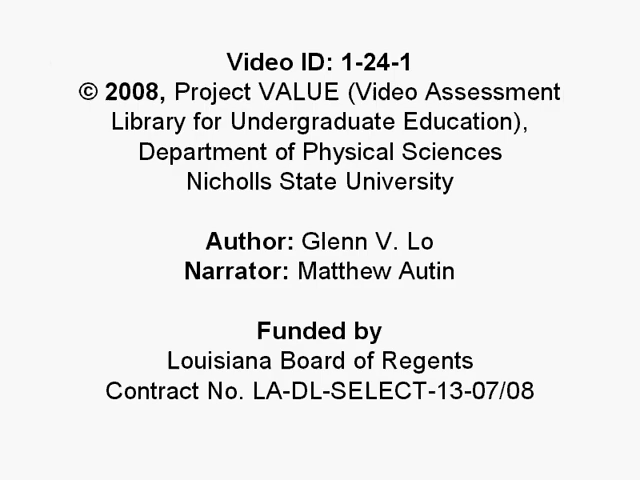 Video ID: 1-24-1
© 2008, Project VALUE (Video Assessment
Library for Undergraduate Education),
Department of Physical Sciences
Nicholls State University
Author: Glenn V. Lo
Narrator: Matthew Autin
Funded by
Louisiana Board of Regents
Contract No. LA-DL-SELECT-13-07/08